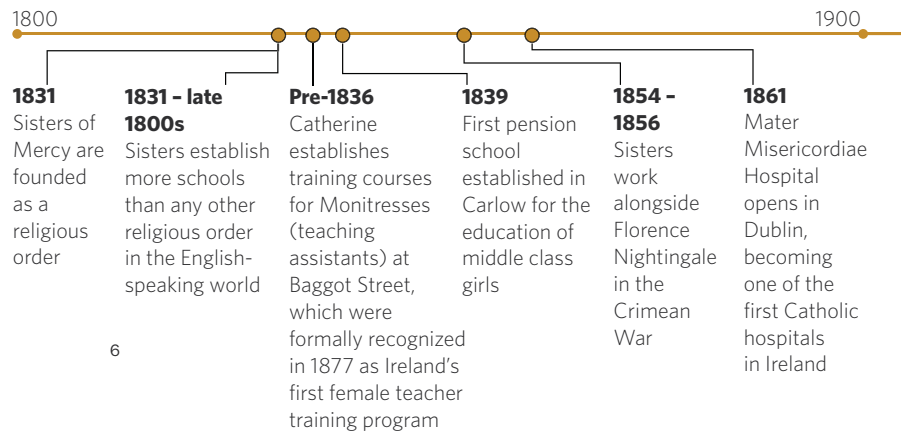 1800
1900
1831
Sisters of
Mercy are
founded
as a
religious
order
1831 – late
1800s
Sisters establish
more schools
than any other
religious order
in the English-
speaking world
Pre-1836
Catherine
establishes
training courses
for Monitresses
(teaching
assistants) at
Baggot Street,
which were
formally recognized
in 1877 as Ireland’s
first female teacher
training program
1839
First pension
school
established in
Carlow for the
education of
middle class
girls
1854 –
1856
Sisters
work
alongside
Florence
Nightingale
in the
Crimean
War
1861
Mater
Misericordiae
Hospital
opens in
Dublin,
becoming
one of the
first Catholic
hospitals
in Ireland
6